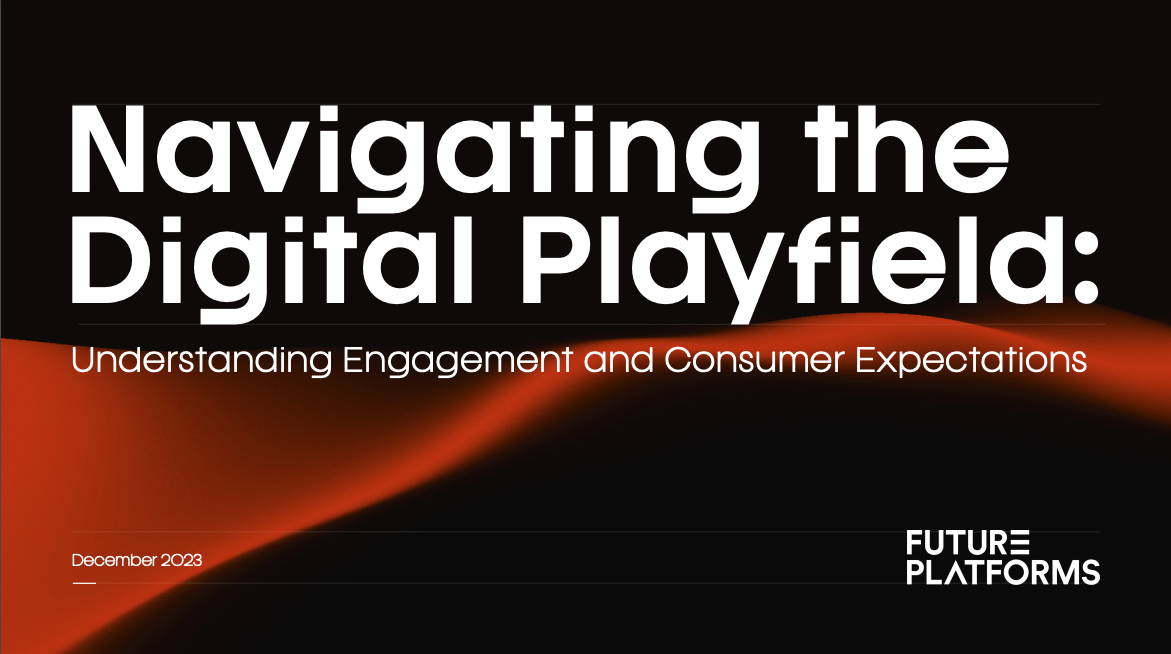 Navigating the
Digital Playfield:
Understanding Engagement and Consumer Expectations
December 2023
FUTURE
PLATFORMS